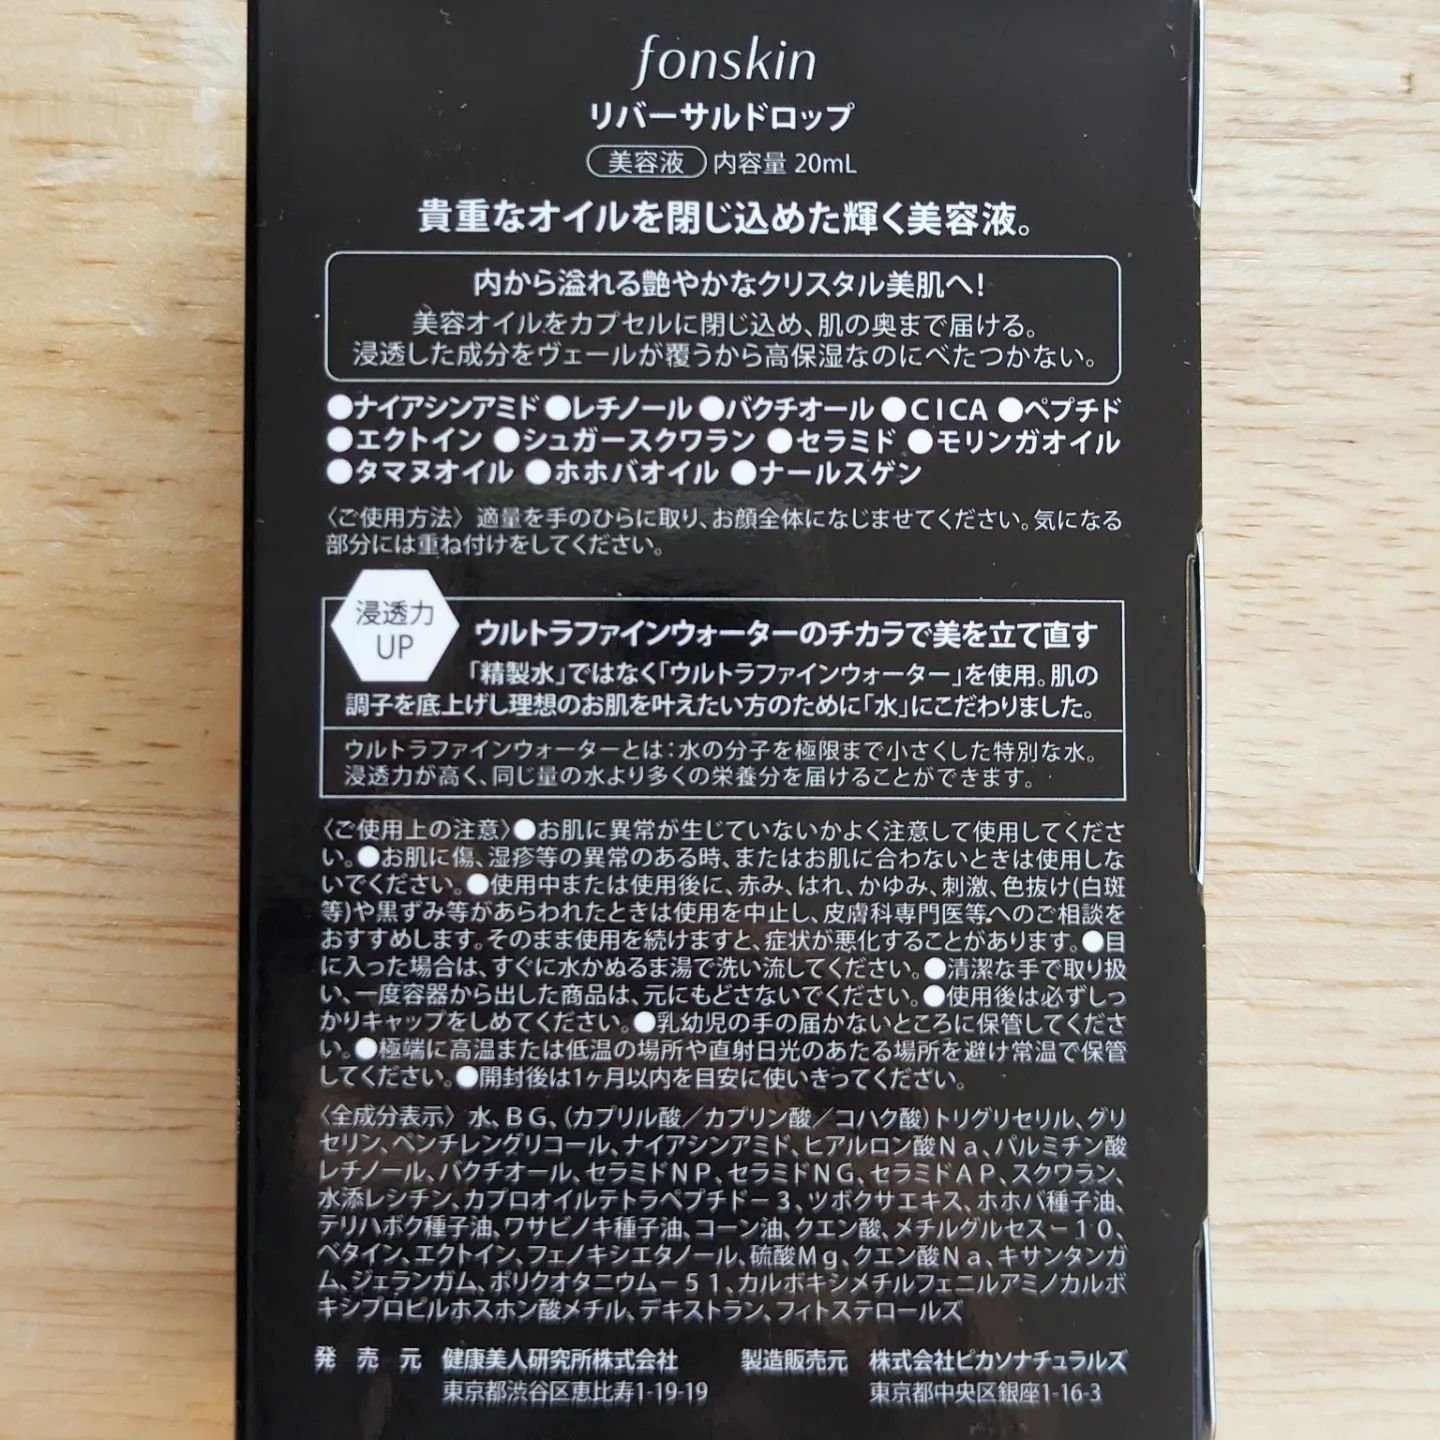 fonskin
リバーサルドロップ
美容液 内容量 20mL
貴重なオイルを閉じ込めた輝く美容液。
内から溢れる艶やかなクリスタル美肌へ!
美容オイルをカプセルに閉じ込め、肌の奥まで届ける。
浸透した成分をヴェールが覆うから高保湿なのにべたつかない。
●ナイアシンアミド ●レチノール ●バクチオール ●CICA ●ペプチド
●エクトイン ●シュガースクワラン ●セラミド ●モリンガオイル
●タマヌオイル ●ホホバオイル ●ナールスゲン
〈ご使用方法〉 適量を手のひらに取り、お顔全体になじませてください。気になる
部分には重ね付けをしてください。
浸透力
UP
ウルトラファインウォーターのチカラで美を立て直す
「精製水」ではなく「ウルトラファインウォーター」を使用。肌の
調子を底上げし理想のお肌を叶えたい方のために「水」にこだわりました。
ウルトラファインウォーターとは:水の分子を極限まで小さくした特別な水。
浸透力が高く、同じ量の水より多くの栄養分を届けることができます。
〈ご使用上の注意〉●お肌に異常が生じていないかよく注意して使用してくださ
い。●お肌に傷、湿疹等の異常のある時、またはお肌に合わないときは使用しな
いでください。●使用中または使用後に、赤み、はれ、かゆみ、刺激、色抜け(白斑
等)や黒ずみ等があらわれたときは使用を中止し、皮膚科専門医等へのご相談を
おすすめします。そのまま使用を続けますと、症状が悪化することがあります。●目
に入った場合は、すぐに水かぬるま湯で洗い流してください。●清潔な手で取り扱
い、一度容器から出した商品は、元にもどさないでください。●使用後は必ずしっ
かりキャップをしめてください。●乳幼児の手の届かないところに保管してくださ
い。●極端に高温または低温の場所や直射日光のあたる場所を避け常温で保管
してください。●開封後は1ヶ月以内を目安に使いきってください。
〈全成分表示〉水、BG、(カプリル酸／カプリン酸／コハク酸)トリグリセリル、グリ
セリン、ペンチレングリコール、ナイアシンアミド、ヒアルロン酸Na、パルミチン酸
レチノール、バクチオール、セラミドNP、セラミドNG、セラミドAP、スクワラン、
水添レシチン、カプロオイルテトラペプチド－3、ツボクサエキス、ホホバ種子油、
テリハボク種子油、ワサビノキ種子油、コーン油、クエン酸、メチルグルセス－10、
ベタイン、エクトイン、フェノキシエタノール、硫酸Mg、クエン酸Na、キサンタンガ
ム、ジェランガム、ポリクオタニウム－51、カルボキシメチルフェニルアミノカルボ
キシプロピルホスホン酸メチル、デキストラン、フィトステロールズ
発売元 健康美人研究所株式会社 製造販売元 株式会社ピカソナチュラルズ
東京都渋谷区恵比寿1-19-19 東京都中央区銀座1-16-3